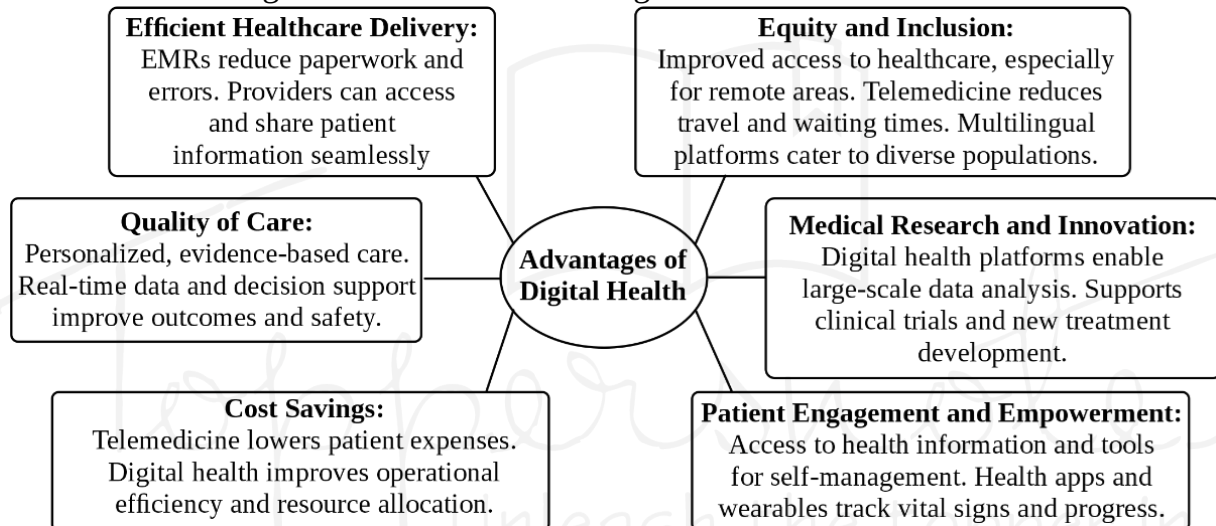 Efficient Healthcare Delivery:
EMRs reduce paperwork and
errors. Providers can access
and share patient
information seamlessly
Equity and Inclusion:
Improved access to healthcare, especially
for remote areas. Telemedicine reduces
travel and waiting times. Multilingual
platforms cater to diverse populations.
Quality of Care:
Personalized, evidence-based care.
Real-time data and decision support
improve outcomes and safety.
Advantages of
Digital Health
Medical Research and Innovation:
Digital health platforms enable
large-scale data analysis. Supports
clinical trials and new treatment
development.
Cost Savings:
Telemedicine lowers patient expenses.
Digital health improves operational
efficiency and resource allocation.
Patient Engagement and Empowerment:
Access to health information and tools
for self-management. Health apps and
wearables track vital signs and progress.
Toppersnotes
Unleash the topper